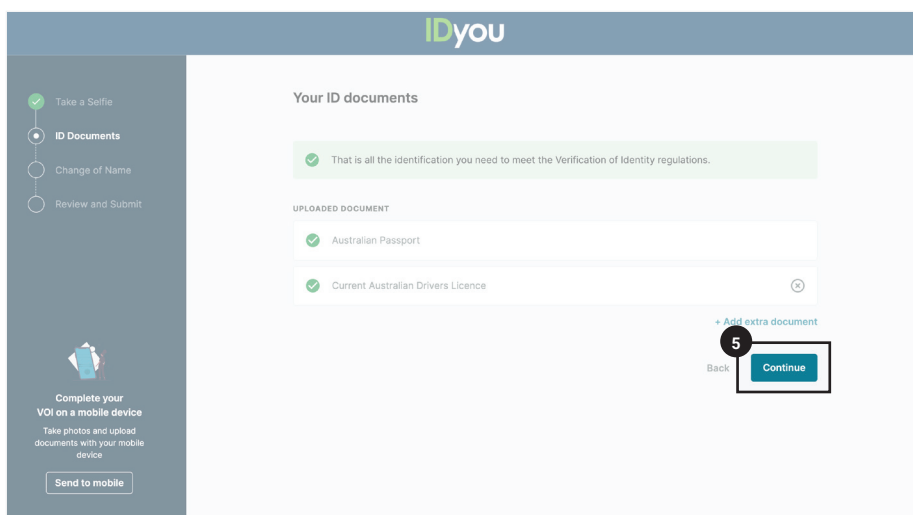 IDyou
Take a Selfie
ID Documents
Change of Name
Review and Submit
Complete your
VOI on a mobile device
Take photos and upload
documents with your mobile
device
Send to mobile
Your ID documents
That is all the identification you need to meet the Verification of Identity regulations.
UPLOADED DOCUMENT
Australian Passport
Current Australian Drivers Licence
+ Add extra document
5
Back
Continue